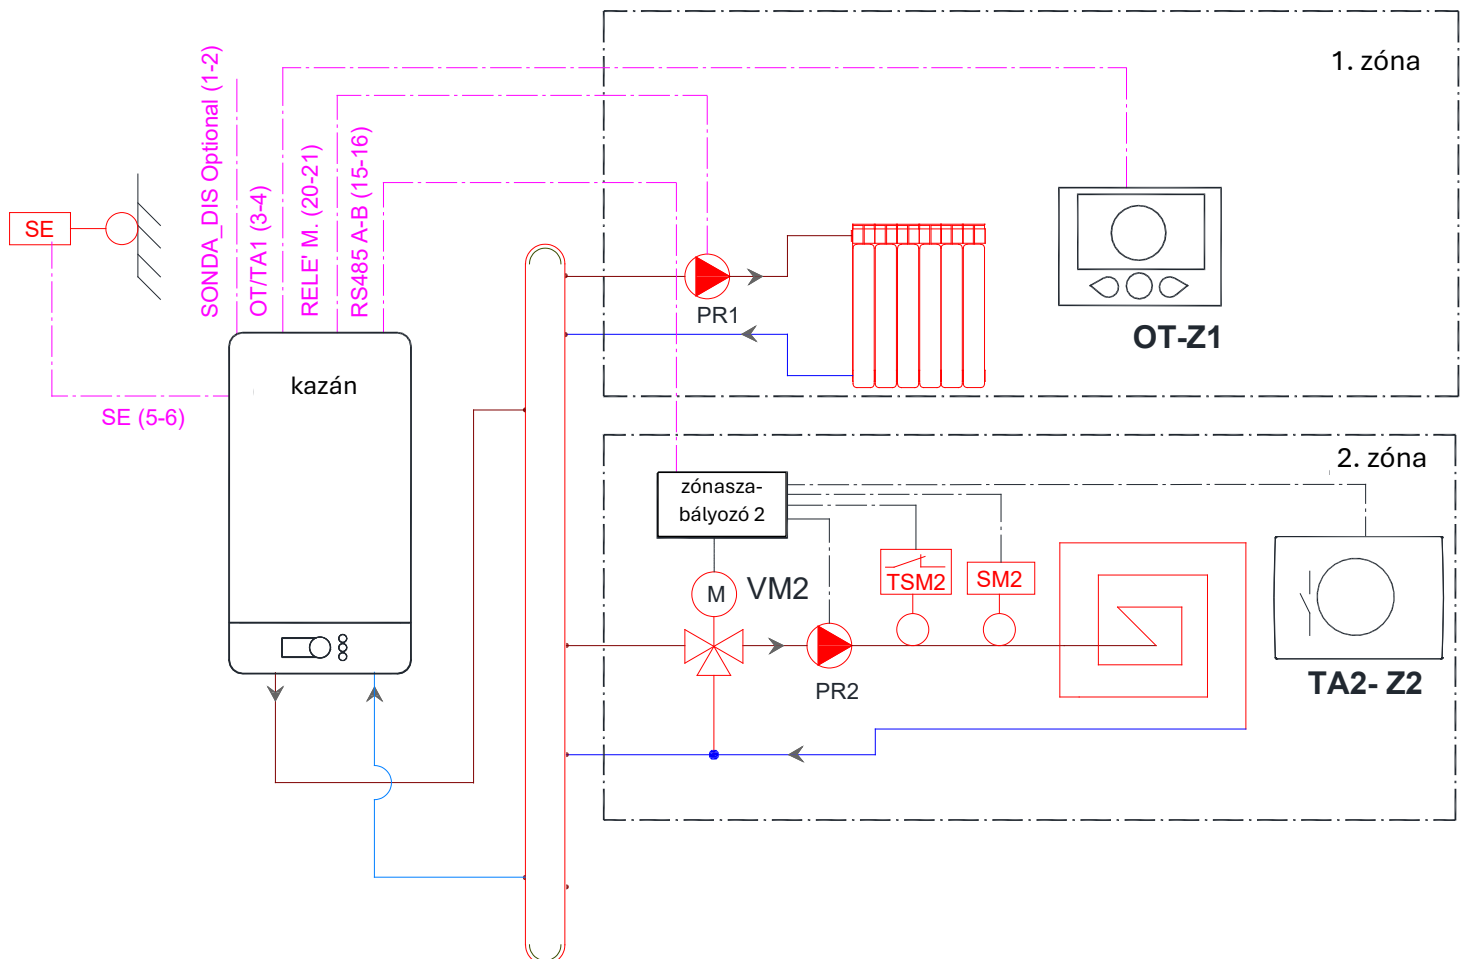 1. zóna
SONDA_DIS Optional (1-2)
OT/TA1 (3-4)
RELE' M. (20-21)
RS485 A-B (15-16)
SE
PR1
OT-Z1
kazán
SE (5-6)
2. zóna
zónasza-
bályozó 2
TSM2
SM2
M
VM2
PR2
TA2- Z2